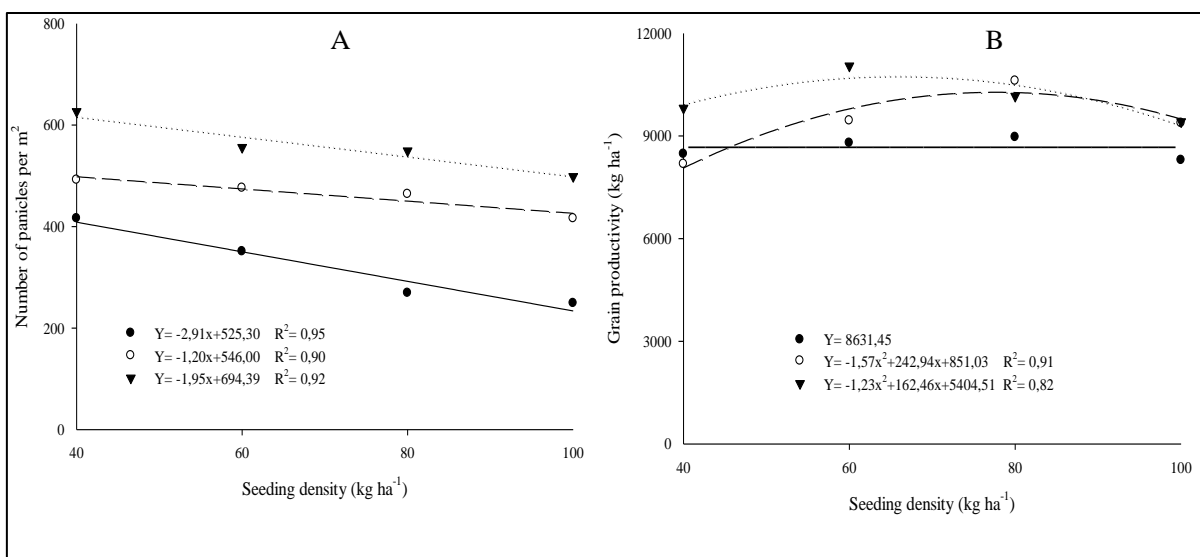 A
Number of panicles per m²
800
600
400
200
0
Y= -2,91x+525,30 R²= 0,95
Y= -1,20x+546,00 R²= 0,90
Y= -1,95x+694,39 R²= 0,92
40 60 80 100
Seeding density (kg ha⁻¹)
B
Grain productivity (kg ha⁻¹)
12000
9000
6000
3000
0
Y= 8631,45
Y= -1,57x²+242,94x+851,03 R²= 0,91
Y= -1,23x²+162,46x+5404,51 R²= 0,82
40 60 80 100
Seeding density (kg ha⁻¹)